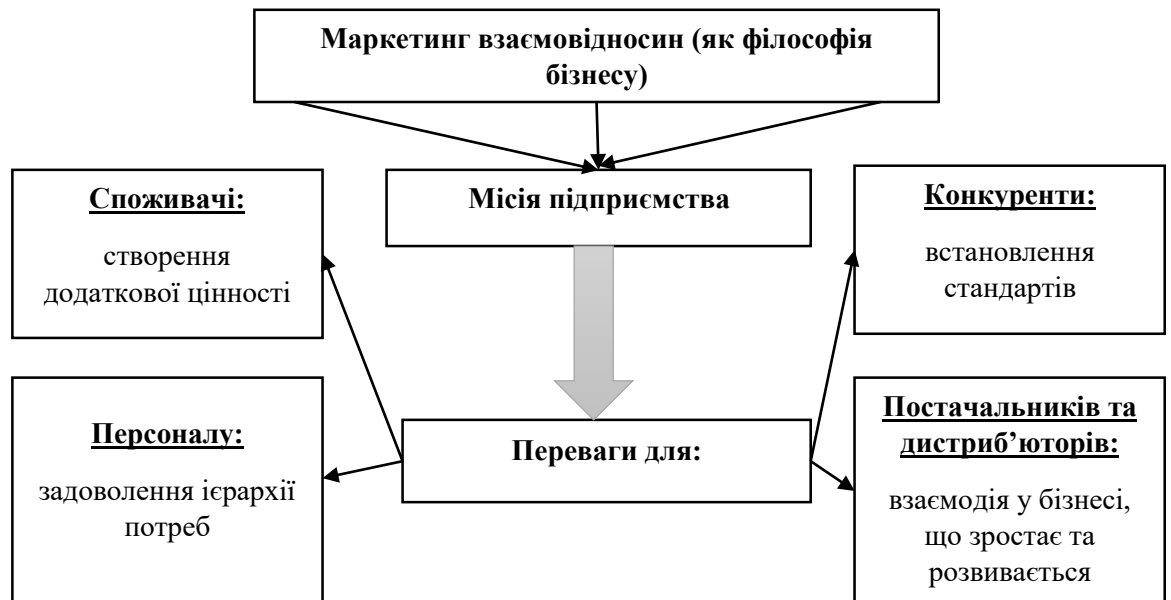 Маркетинг взаємовідносин (як філософія
бізнесу)
Споживачі:
створення
додаткової цінності
Місія підприємства
Конкуренти:
встановлення
стандартів
Персоналу:
задоволення ієрархії
потреб
Переваги для:
Постачальників та
дистриб’юторів:
взаємодія у бізнесі,
що зростає та
розвивається